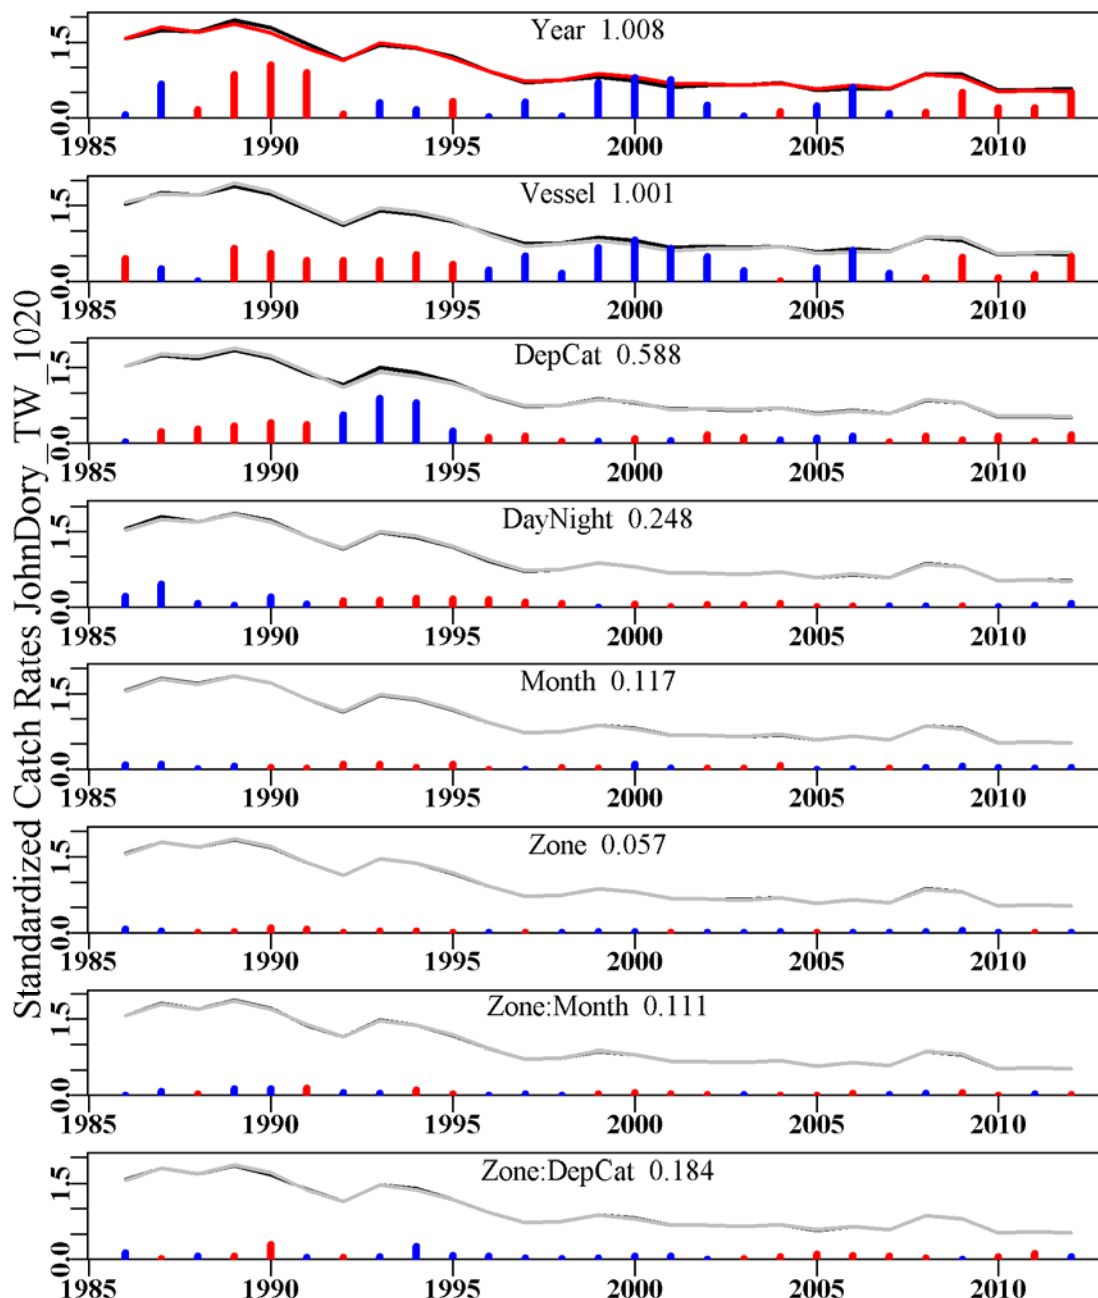 Standardized Catch Rates JohnDory_TW_1020
Year 1.008
0.0 1.5
1985 1990 1995 2000 2005 2010
Vessel 1.001
0.0 1.5
1985 1990 1995 2000 2005 2010
DepCat 0.588
0.0 1.5
1985 1990 1995 2000 2005 2010
DayNight 0.248
0.0 1.5
1985 1990 1995 2000 2005 2010
Month 0.117
0.0 1.5
1985 1990 1995 2000 2005 2010
Zone 0.057
0.0 1.5
1985 1990 1995 2000 2005 2010
Zone:Month 0.111
0.0 1.5
1985 1990 1995 2000 2005 2010
Zone:DepCat 0.184
0.0 1.5
1985 1990 1995 2000 2005 2010